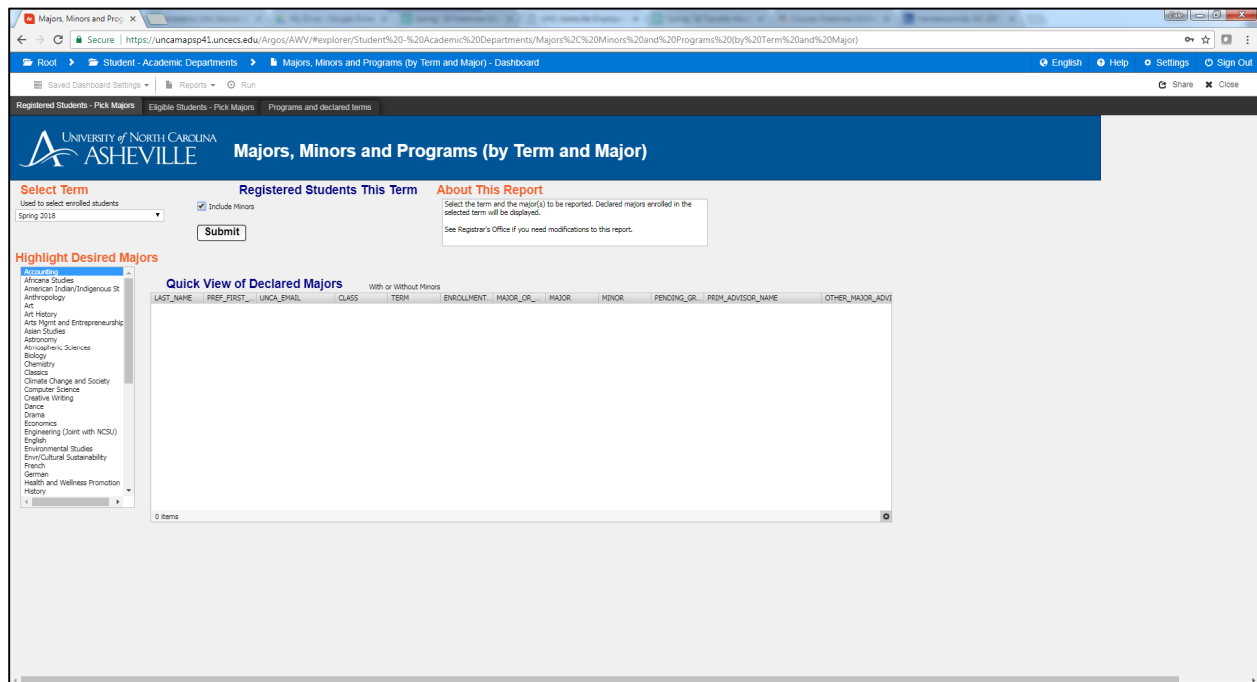 Majors, Minors and Prog
Secure | https://uncamapsp41.uncecs.edu/Argos/AWV/#explorer/Student%20-%20Academic%20Departments/Majors%2C%20Minors%20and%20Programs%20(by%20Term%20and%20Major)
Root > Student - Academic Departments > Majors, Minors and Programs (by Term and Major) - Dashboard English Help Settings Sign Out
Saved Dashboard Settings Reports Run Share Close
Registered Students - Pick Majors Eligible Students - Pick Majors Programs and declared terms
UNIVERSITY of NORTH CAROLINA
ASHEVILLE
Majors, Minors and Programs (by Term and Major)
Select Term Registered Students This Term About This Report
Used to select enrolled students
Spring 2018
Include Minors
Submit
Select the term and the major(s) to be reported. Declared majors enrolled in the
selected term will be displayed.
See Registrar's Office if you need modifications to this report.
Highlight Desired Majors
Accounting
Africana Studies
American Indian/Indigenous St
Anthropology
Art
Art History
Arts Mgmt and Entrepreneurship
Asian Studies
Astronomy
Atmospheric Sciences
Biology
Chemistry
Classics
Climate Change and Society
Computer Science
Creative Writing
Dance
Drama
Economics
Engineering (Joint with NCSU)
English
Environmental Studies
Envr/Cultural Sustainability
French
German
Health and Wellness Promotion
History
Quick View of Declared Majors With or Without Minors
LAST_NAME PREF_FIRST_... UNCA_EMAIL CLASS TERM ENROLLMENT... MAJOR_OR_... MAJOR MINOR PENDING_GR... PRIM_ADVISOR_NAME OTHER_MAJOR_ADVI
0 items